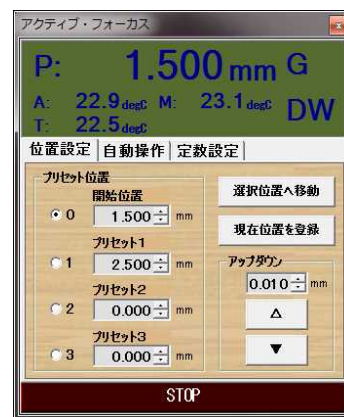 アクティブ・フォーカス
P: 1.500 mm G
A: 22.9 degC M: 23.1 degC DW
T: 22.5 degC
位置設定 自動操作 定数設定
プリセット位置
開始位置
0 1.500 mm
プリセット1
1 2.500 mm
プリセット2
2 0.000 mm
プリセット3
3 0.000 mm
選択位置へ移動
現在位置を登録
アップダウン
0.010 mm
△
▼
STOP